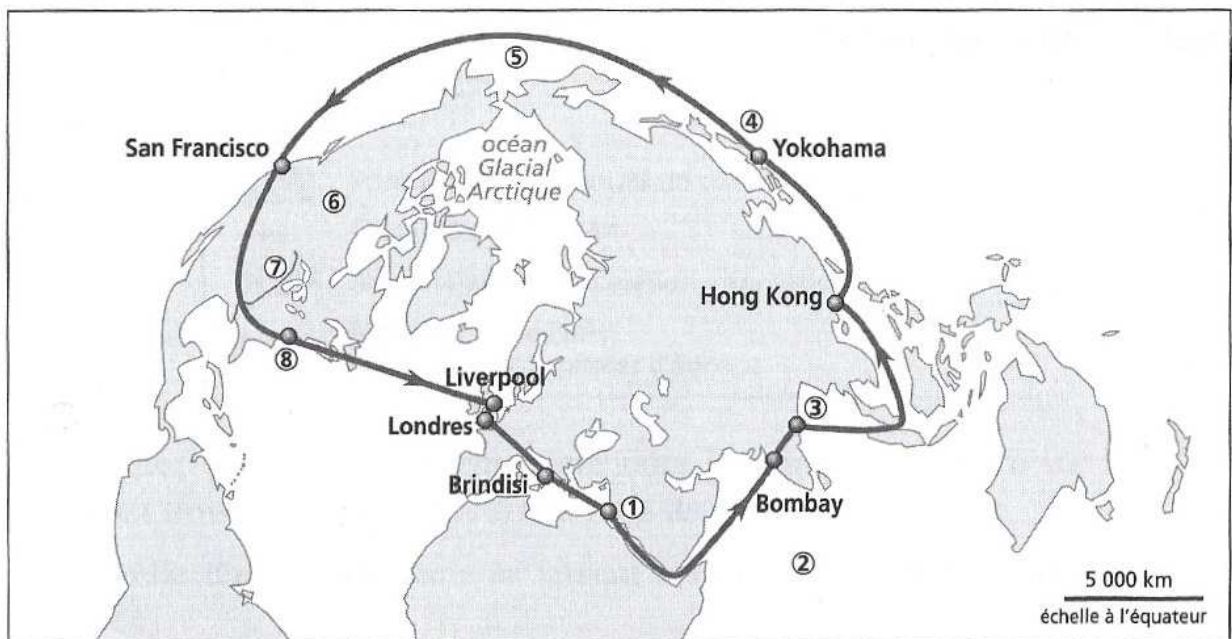 ⑤
④
San Francisco
Yokohama
océan
Glacial
Arctique
⑥
⑦
Hong Kong
⑧
Liverpool
③
Londres
Brindisi
①
Bombay
②
5 000 km
échelle à l'équateur